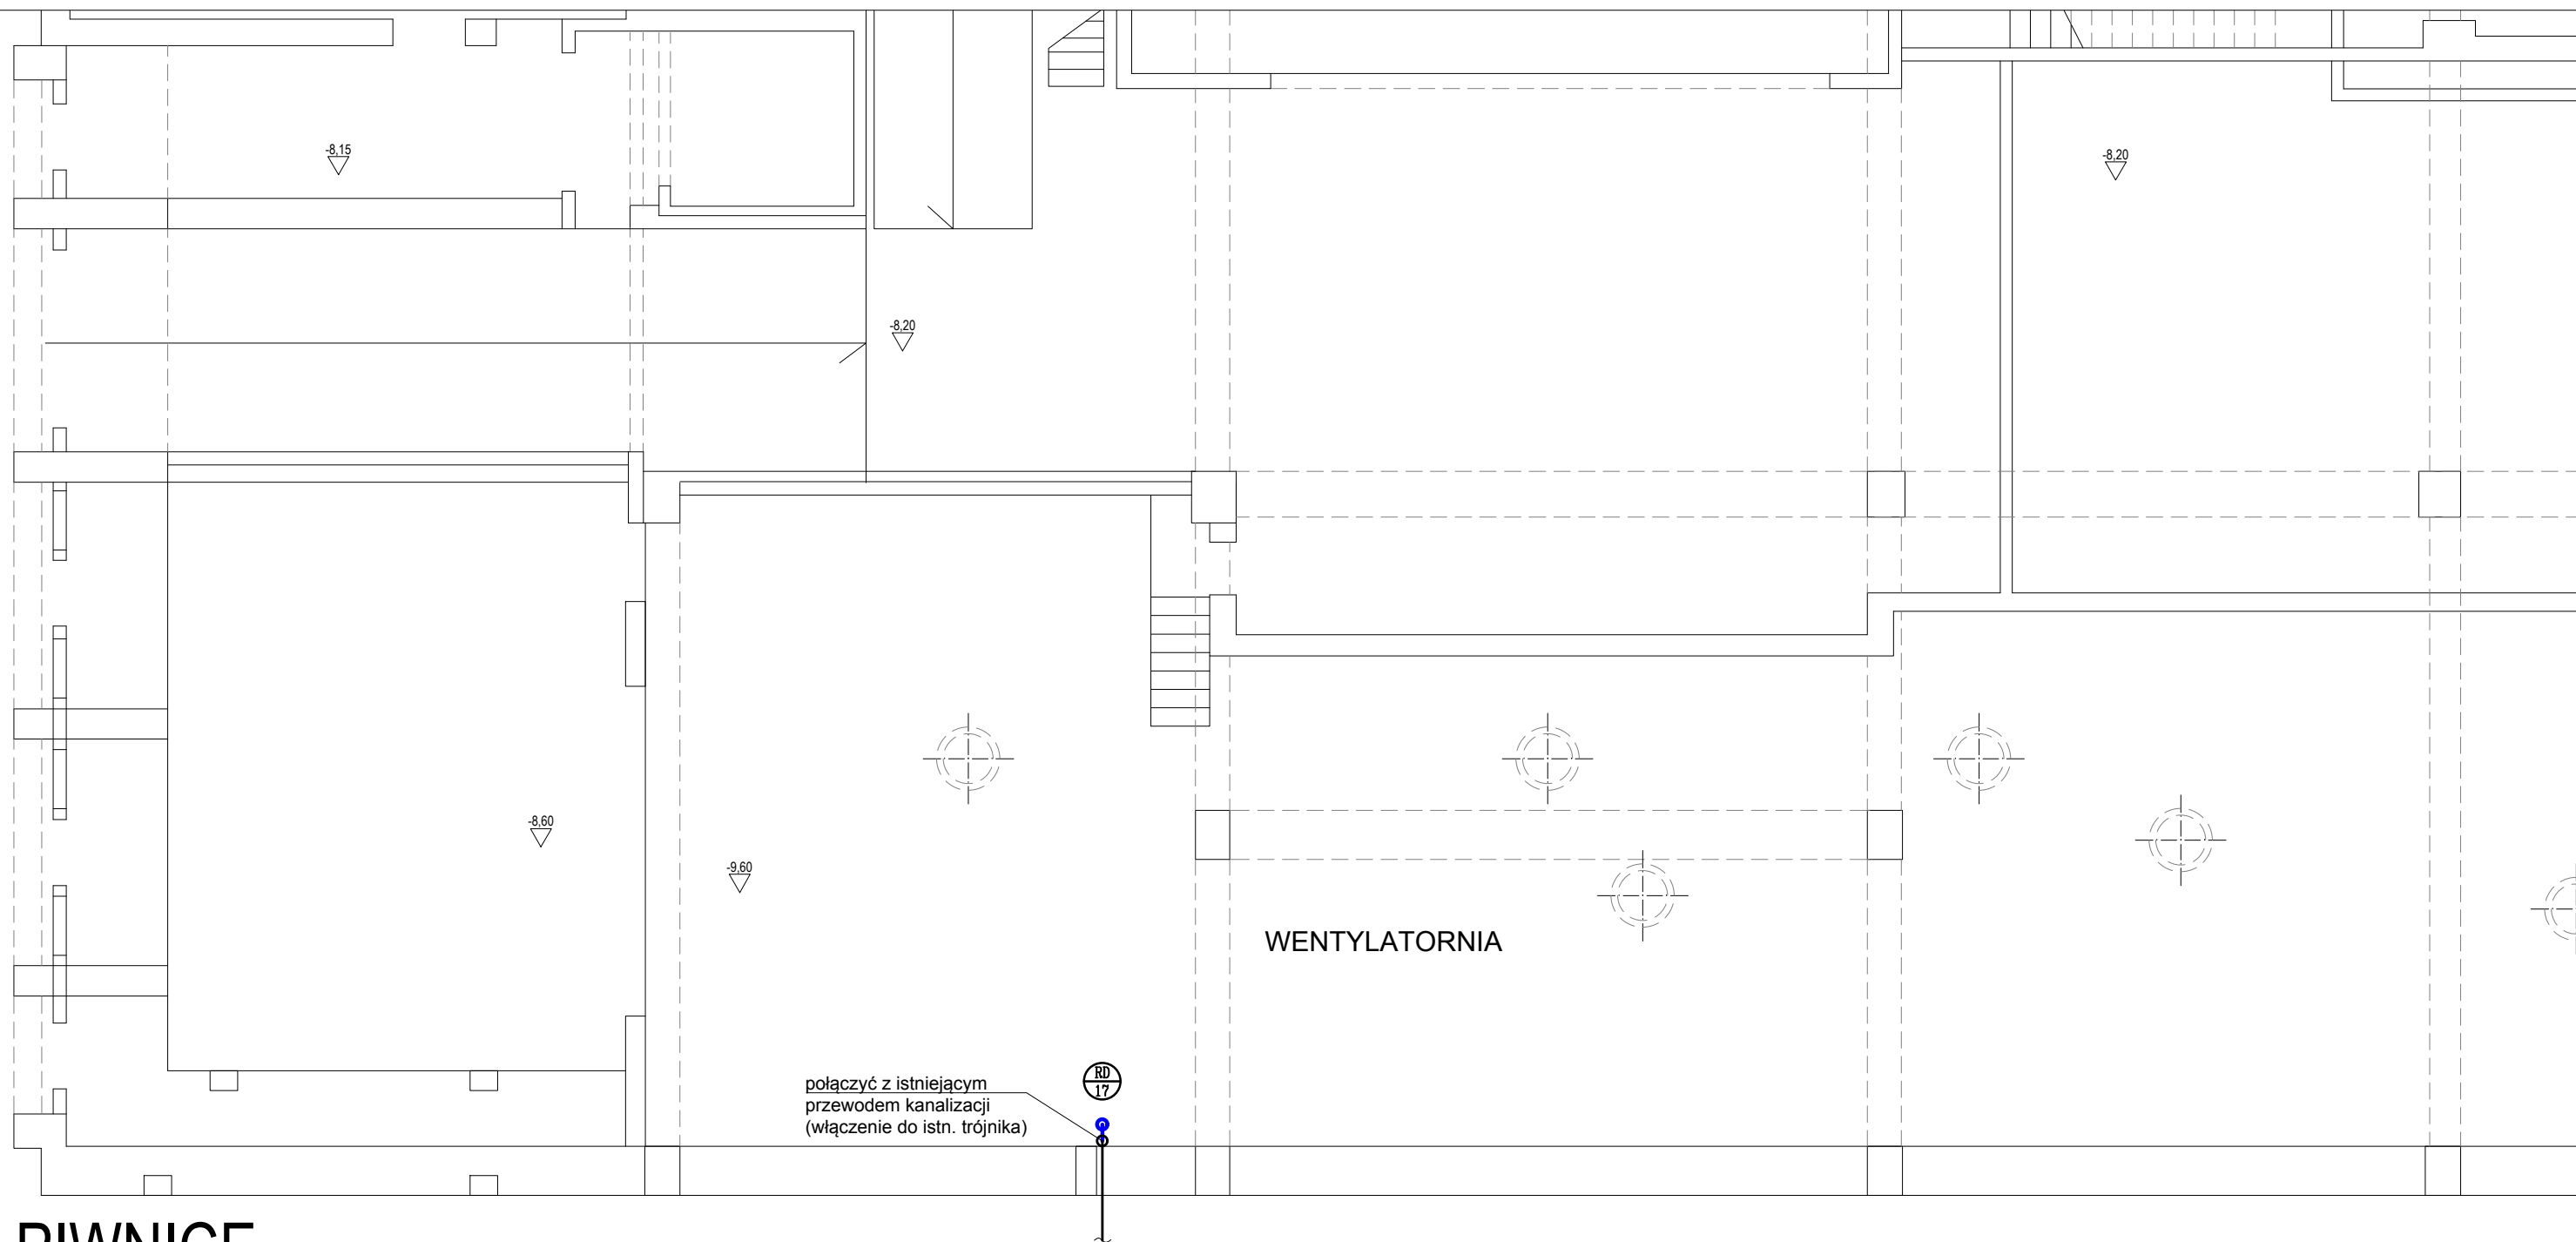 -8,15
-8,20
-8,20
-8,60
-9,60
WENTYLATORNIA
połączyć z istniejącym
przewodem kanalizacji
(włączenie do istn. trójnika)
RD
17
PIWNICE